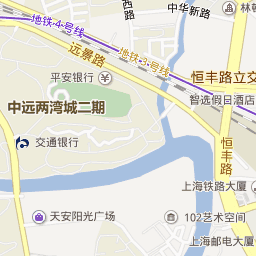 中华新路
林顿
西路
地铁·4·号线
地铁·3·号线
远景路
恒丰路立交
平安银行
智选假日酒店
中远两湾城二期
交通银行
恒丰路
上海铁路大厦
天安阳光广场
102艺术空间
上海邮电大厦